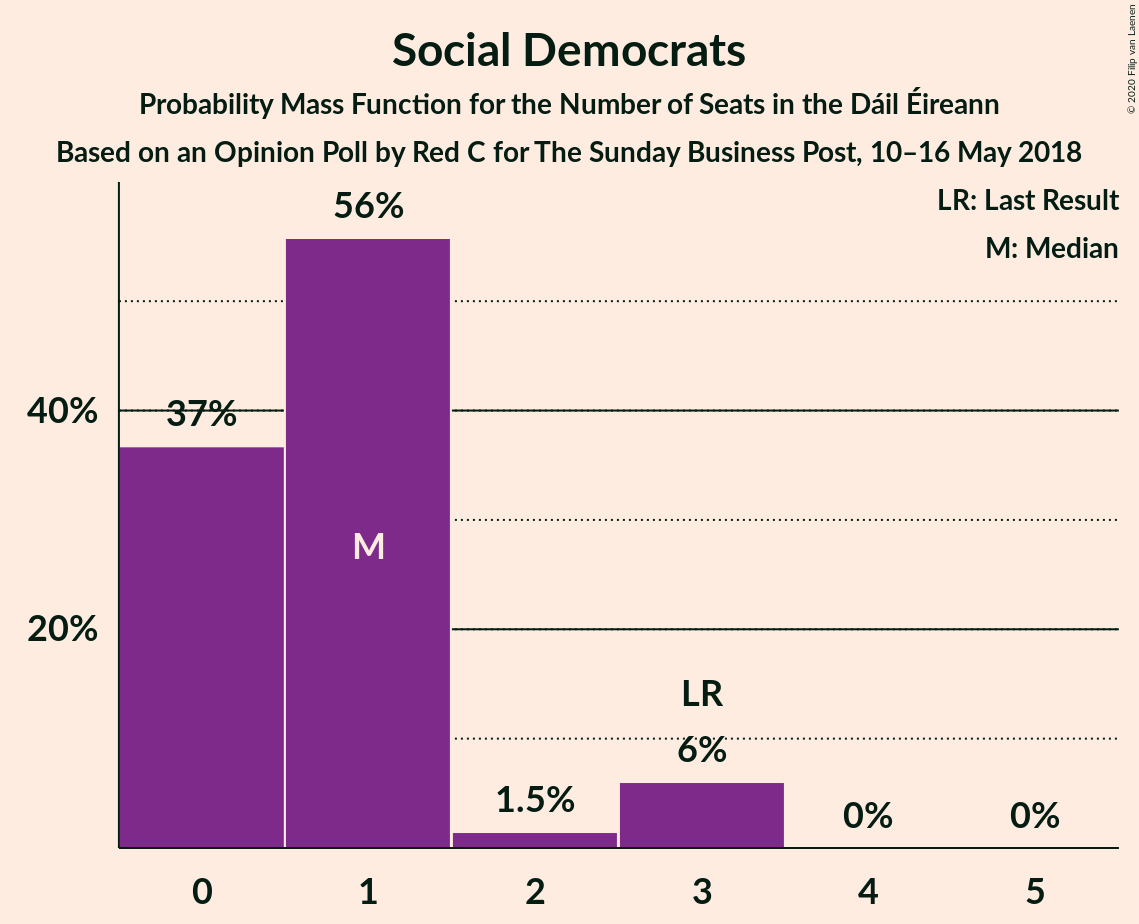 Social Democrats
Probability Mass Function for the Number of Seats in the Dáil Éireann
Based on an Opinion Poll by Red C for The Sunday Business Post, 10–16 May 2018
© 2020 Filip van Laenen
LR: Last Result
M: Median
56%
40%
37%
M
20%
LR
6%
1.5%
0%
0%
0 1 2 3 4 5